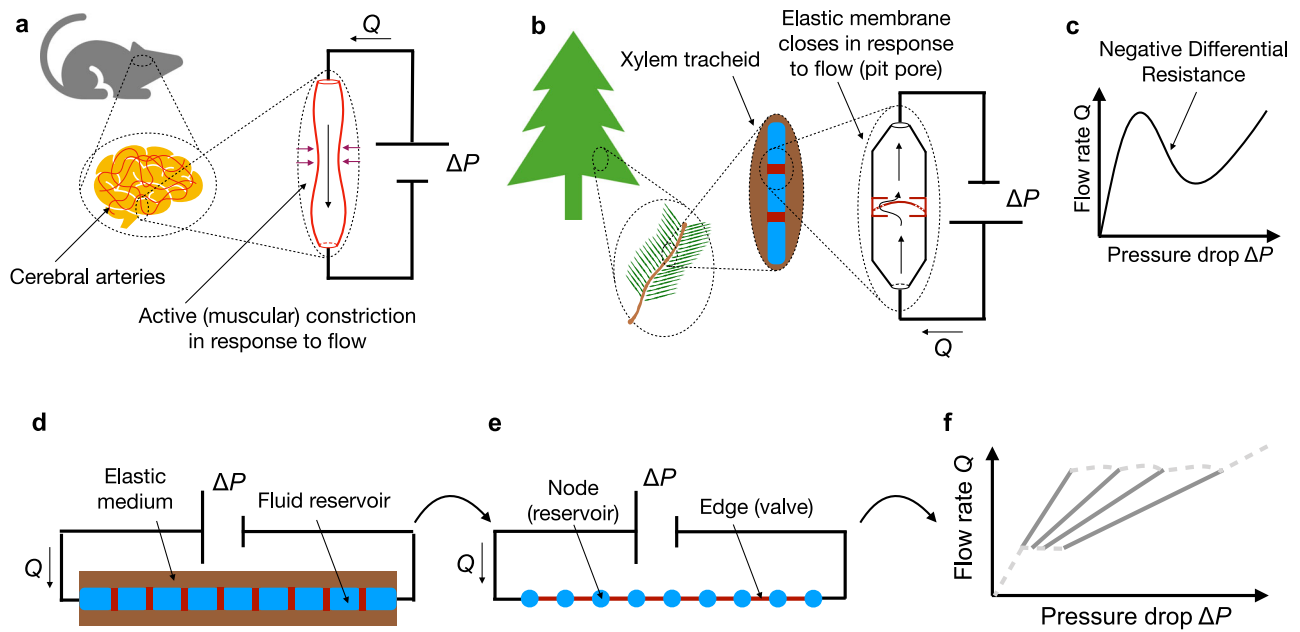 a
Q
ΔP
Cerebral arteries
Active (muscular) constriction
in response to flow
b
Xylem tracheid
Elastic membrane
closes in response
to flow (pit pore)
ΔP
Q
c
Negative Differential
Resistance
Flow rate Q
Pressure drop ΔP
d
Elastic
medium
ΔP
Fluid reservoir
Q
e
Node
(reservoir)
ΔP
Edge (valve)
Q
f
Flow rate Q
Pressure drop ΔP